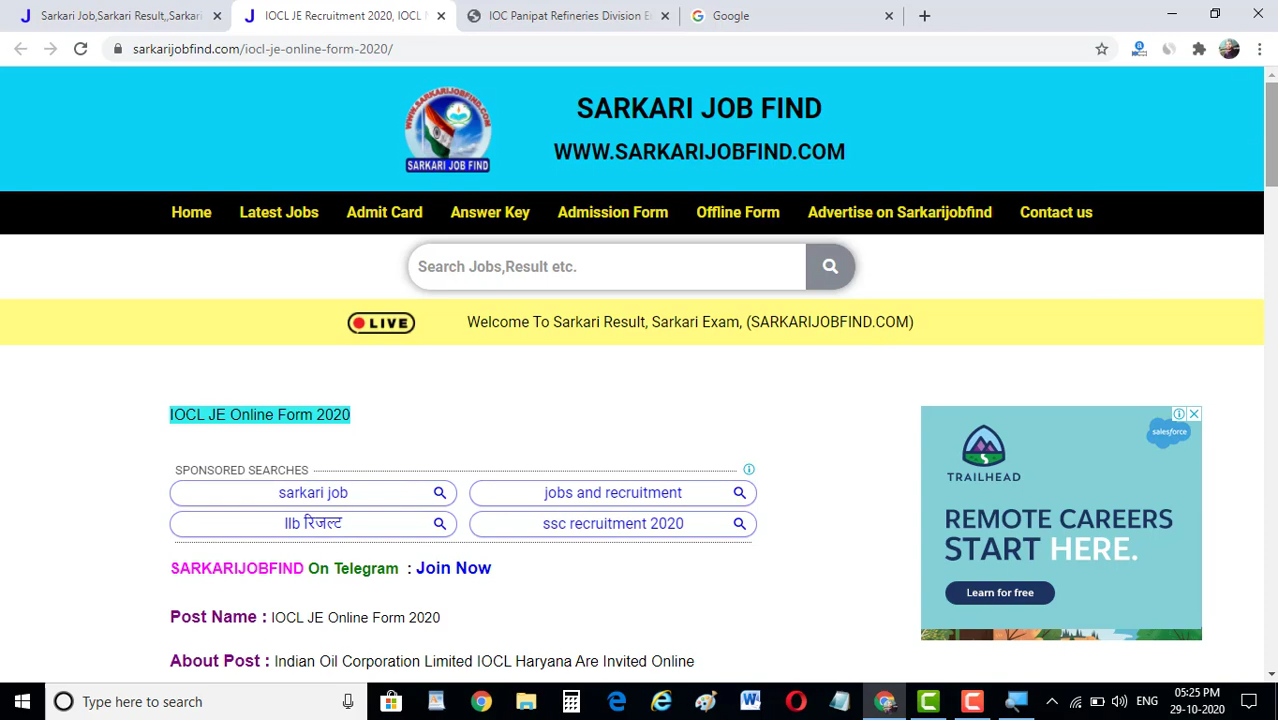 Sarkari Job,Sarkari Result,,Sarkari
IOCL JE Recruitment 2020, IOCL
IOC Panipat Refineries Division
Google
sarkarijobfind.com/iocl-je-online-form-2020/
WWW.SARKARIJOBFIND.COM
SARKARI JOB FIND
SARKARI JOB FIND
WWW.SARKARIJOBFIND.COM
Home
Latest Jobs
Admit Card
Answer Key
Admission Form
Offline Form
Advertise on Sarkarijobfind
Contact us
Search Jobs,Result etc.
LIVE
Welcome To Sarkari Result, Sarkari Exam, (SARKARIJOBFIND.COM)
IOCL JE Online Form 2020
SPONSORED SEARCHES
sarkari job
jobs and recruitment
llb रिजल्ट
ssc recruitment 2020
SARKARIJOBFIND On Telegram : Join Now
Post Name : IOCL JE Online Form 2020
About Post : Indian Oil Corporation Limited IOCL Haryana Are Invited Online
salesforce
TRAILHEAD
REMOTE CAREERS
START HERE.
Learn for free
Type here to search
ENG
05:25 PM
29-10-2020